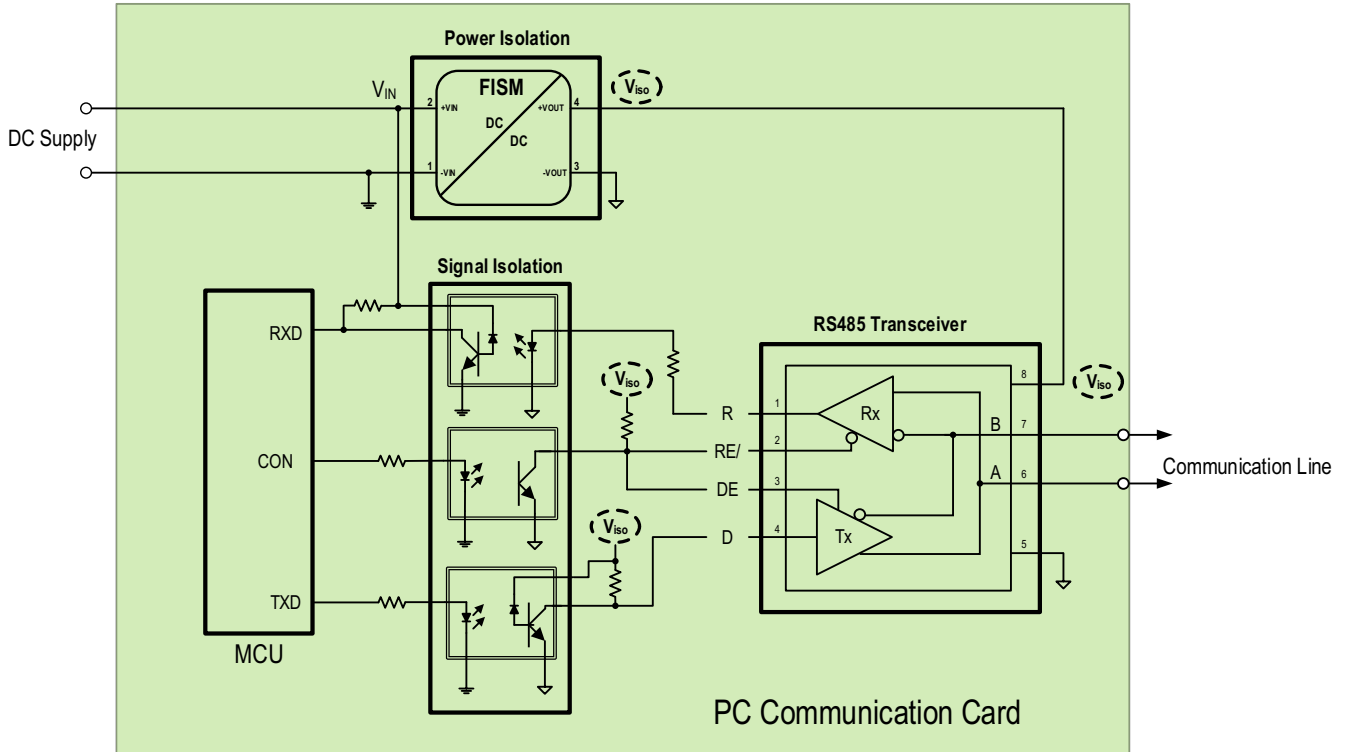 Power Isolation
FISM
V_IN
V_iso
2
+VIN
+VOUT
4
DC
DC
DC Supply
1
-VIN
-VOUT
3
Signal Isolation
RXD
RS485 Transceiver
V_iso
8
V_iso
R
1
Rx
B
7
RE/
2
Communication Line
CON
A
6
DE
3
V_iso
D
4
Tx
5
TXD
MCU
PC Communication Card